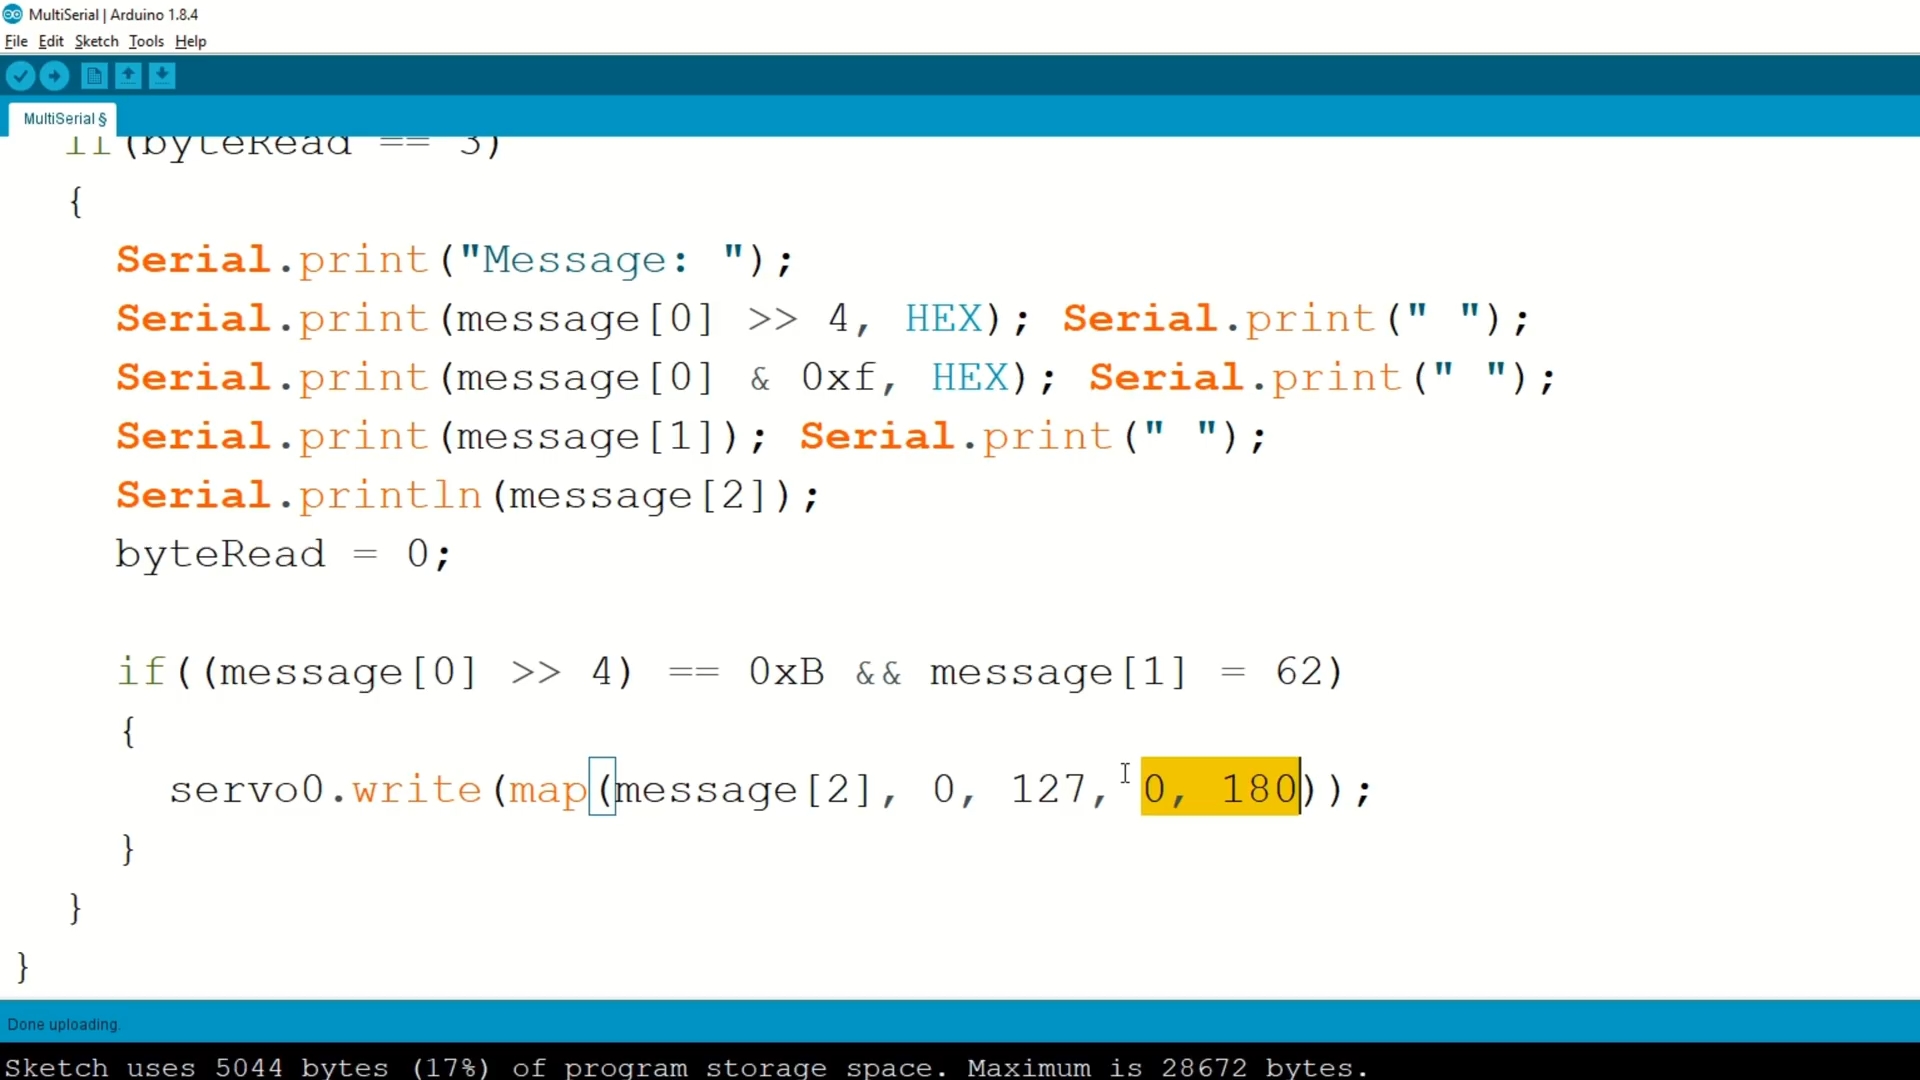 MultiSerial | Arduino 1.8.4
File Edit Sketch Tools Help
MultiSerial §
if(byteRead == 3)
{
Serial.print("Message: ");
Serial.print(message[0] >> 4, HEX); Serial.print(" ");
Serial.print(message[0] & 0xf, HEX); Serial.print(" ");
Serial.print(message[1]); Serial.print(" ");
Serial.println(message[2]);
byteRead = 0;
if((message[0] >> 4) == 0xB && message[1] = 62)
{
servo0.write(map(message[2], 0, 127, 0, 180));
}
}
}
Done uploading.
Sketch uses 5044 bytes (17%) of program storage space. Maximum is 28672 bytes.